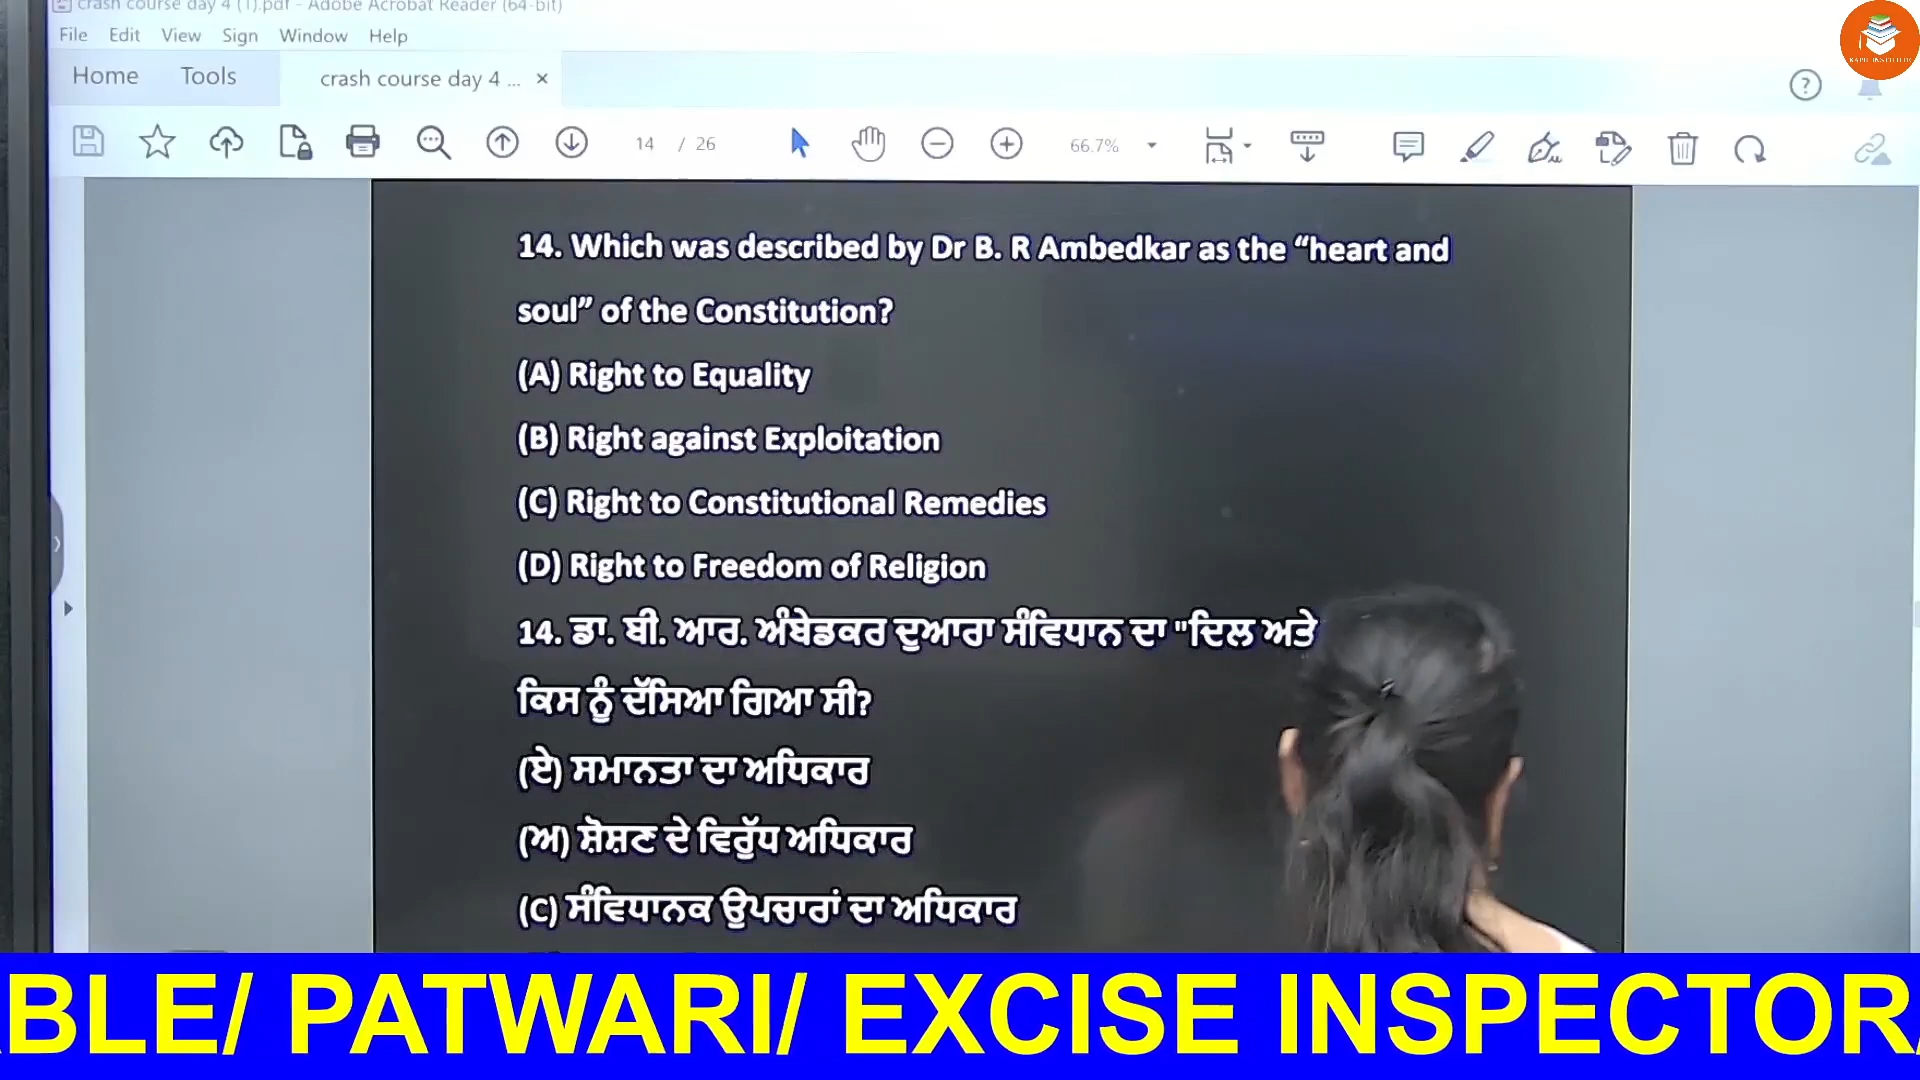 crash course day 4 (1).pdf - Adobe Acrobat Reader (64-bit)
File Edit View Sign Window Help
Home Tools crash course day 4 ... ×
14 / 26 66.7%
14. Which was described by Dr B. R Ambedkar as the “heart and
soul” of the Constitution?
(A) Right to Equality
(B) Right against Exploitation
(C) Right to Constitutional Remedies
(D) Right to Freedom of Religion
14. ਡਾ. ਬੀ. ਆਰ. ਅੰਬੇਡਕਰ ਦੁਆਰਾ ਸੰਵਿਧਾਨ ਦਾ "ਦਿਲ ਅਤੇ
ਕਿਸ ਨੂੰ ਦੱਸਿਆ ਗਿਆ ਸੀ?
(ਏ) ਸਮਾਨਤਾ ਦਾ ਅਧਿਕਾਰ
(ਅ) ਸ਼ੋਸ਼ਣ ਦੇ ਵਿਰੁੱਧ ਅਧਿਕਾਰ
(C) ਸੰਵਿਧਾਨਕ ਉਪਚਾਰਾਂ ਦਾ ਅਧਿਕਾਰ
BLE/ PATWARI/ EXCISE INSPECTOR